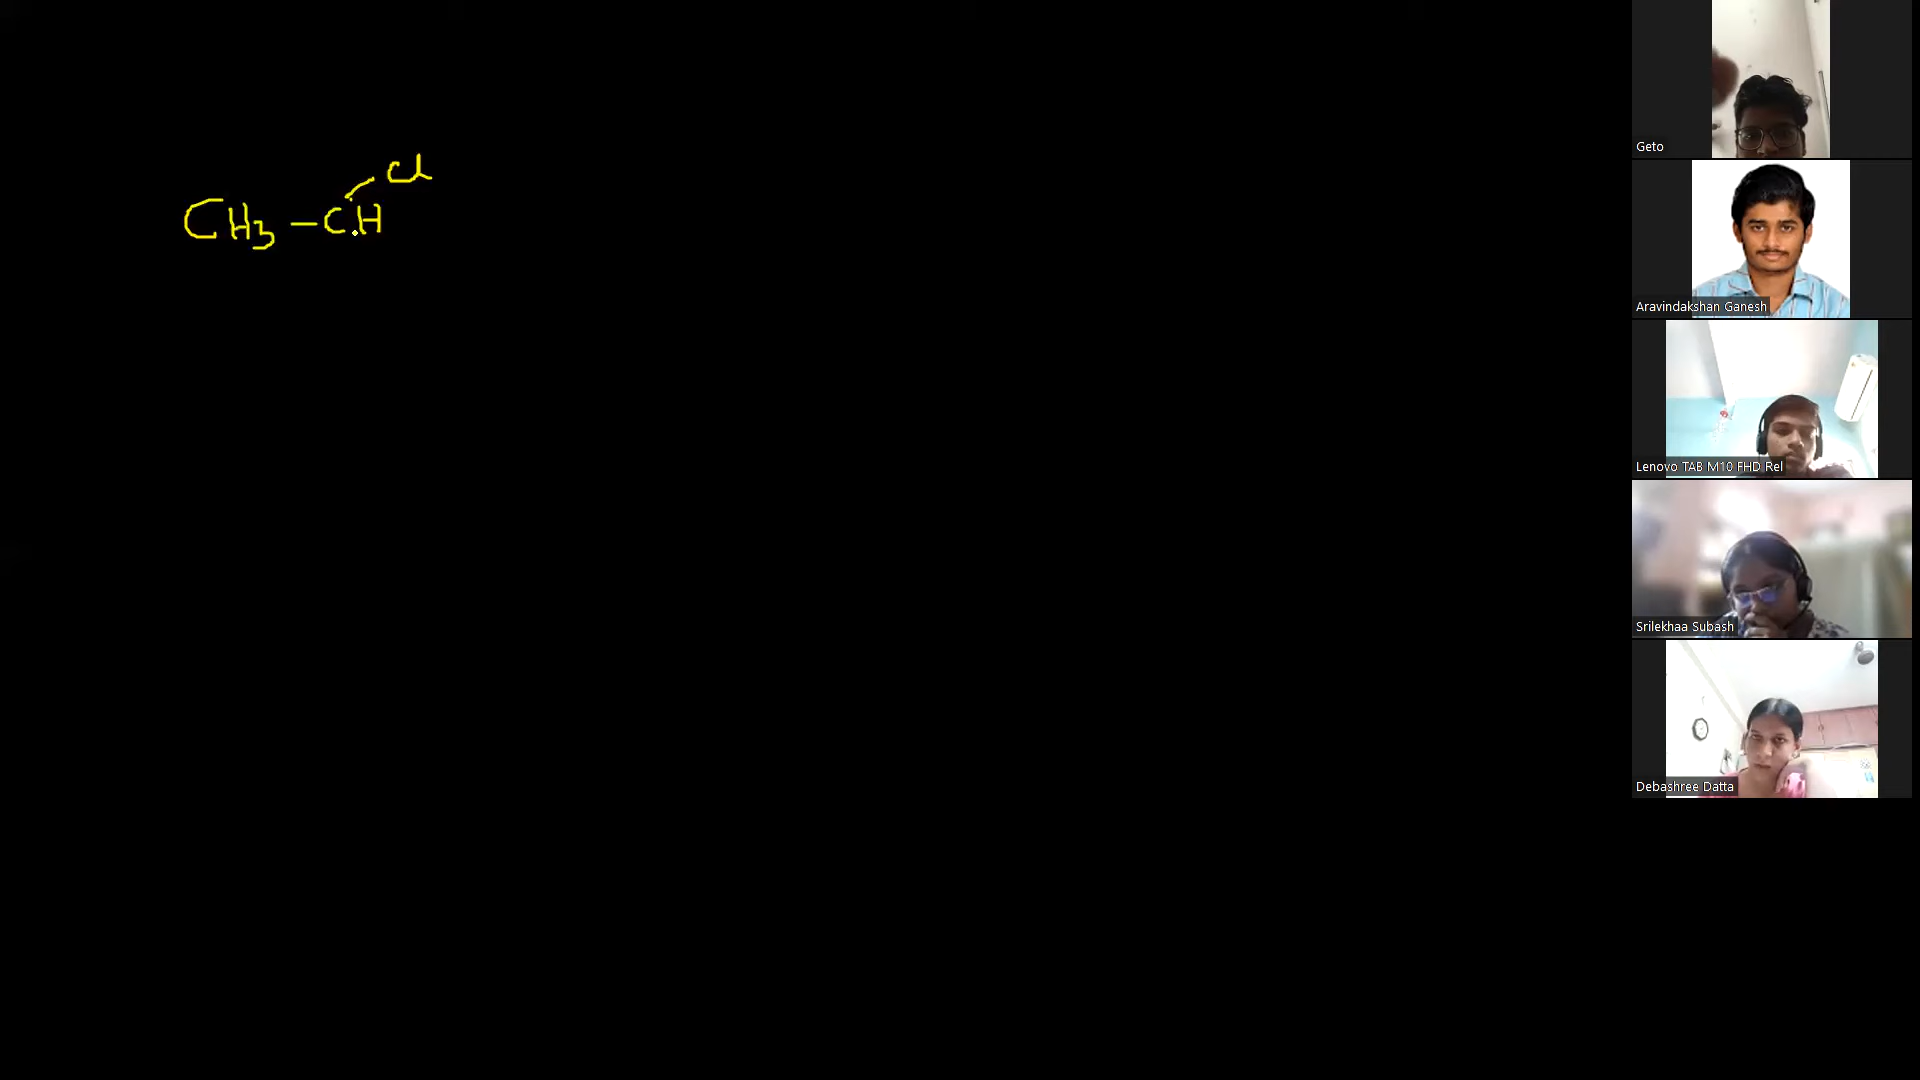 Cl
CH3 – CH
Geto
Aravindakshan Ganesh
Lenovo TAB M10 FHD Rel
Srilekhaa Subash
Debashree Datta